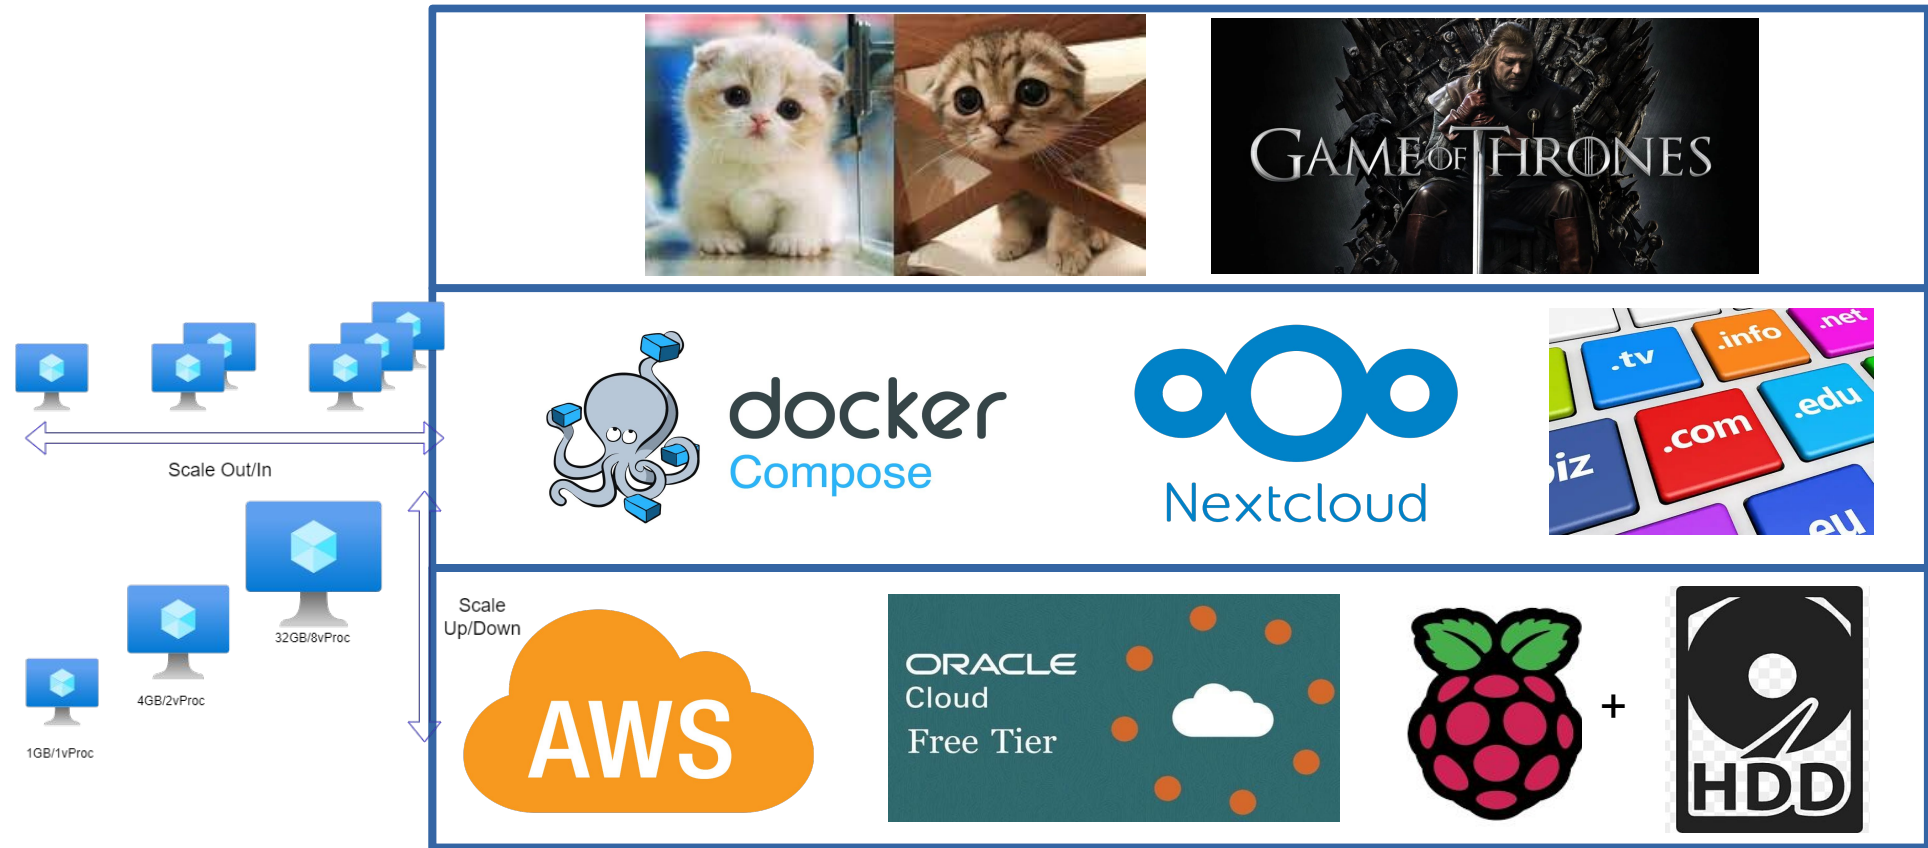 GAME OF THRONES
Scale Out/In
docker
Compose
Nextcloud
.tv
.info
.net
.com
.edu
biz
.eu
32GB/8vProc
4GB/2vProc
1GB/1vProc
Scale
Up/Down
AWS
ORACLE
Cloud
Free Tier
+
HDD